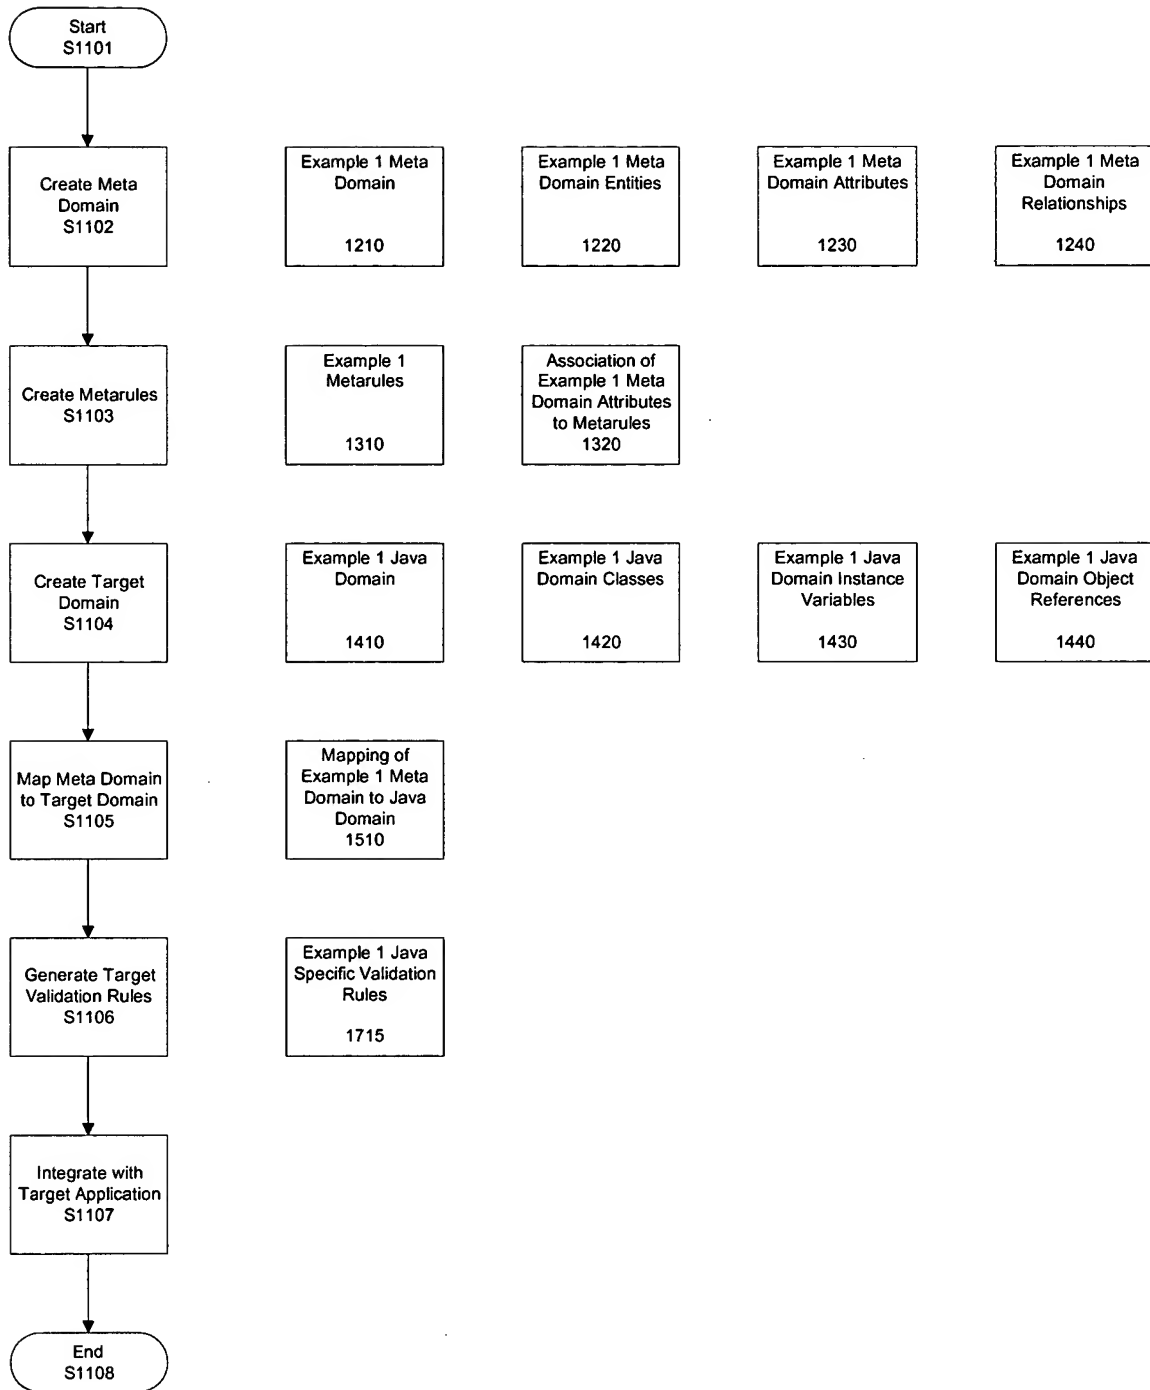 Start
S1101
Create Meta
Domain
S1102
Example 1 Meta
Domain
1210
Example 1 Meta
Domain Entities
1220
Example 1 Meta
Domain Attributes
1230
Example 1 Meta
Domain
Relationships
1240
Create Metarules
S1103
Example 1
Metarules
1310
Association of
Example 1 Meta
Domain Attributes
to Metarules
1320
Create Target
Domain
S1104
Example 1 Java
Domain
1410
Example 1 Java
Domain Classes
1420
Example 1 Java
Domain Instance
Variables
1430
Example 1 Java
Domain Object
References
1440
Map Meta Domain
to Target Domain
S1105
Mapping of
Example 1 Meta
Domain to Java
Domain
1510
Generate Target
Validation Rules
S1106
Example 1 Java
Specific Validation
Rules
1715
Integrate with
Target Application
S1107
End
S1108